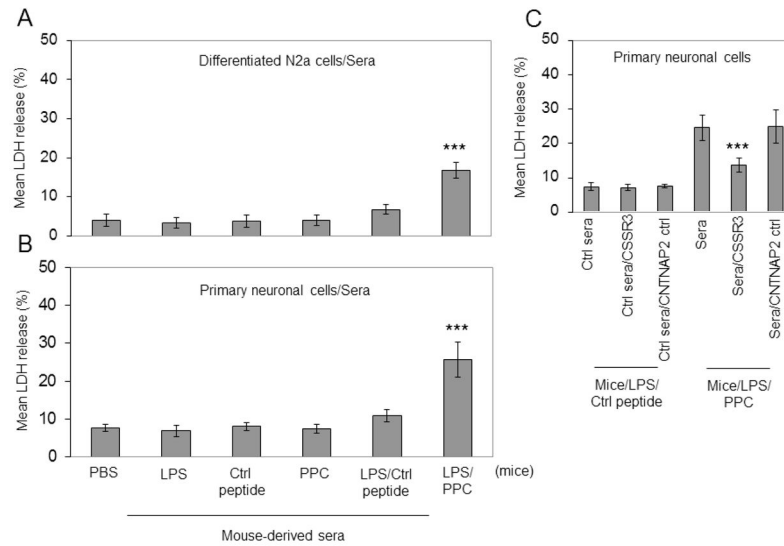 A
Differentiated N2a cells/Sera
Mean LDH release (%)
50
40
30
20
10
0
***
B
Primary neuronal cells/Sera
Mean LDH release (%)
50
40
30
20
10
0
***
PBS
LPS
Ctrl
peptide
PPC
LPS/Ctrl
peptide
LPS/
PPC
(mice)
Mouse-derived sera
C
Primary neuronal cells
Mean LDH release (%)
50
40
30
20
10
0
***
Ctrl sera
Ctrl sera/CSSR3
Ctrl sera/CNTNAP2 ctrl
Sera
Sera/CSSR3
Sera/CNTNAP2 ctrl
Mice/LPS/
Ctrl peptide
Mice/LPS/
PPC